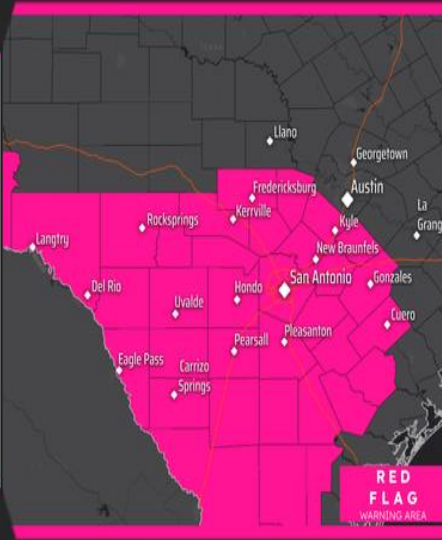 Llano
Georgetown
Fredericksburg
Austin
Kerrville
La
Grang
Rocksprings
Kyle
Langtry
New Braunfels
San Antonio
Gonzales
Del Rio
Hondo
Uvalde
Cuero
Pleasanton
Pearsall
Eagle Pass
Carrizo
Springs
RED
FLAG
WARNING AREA